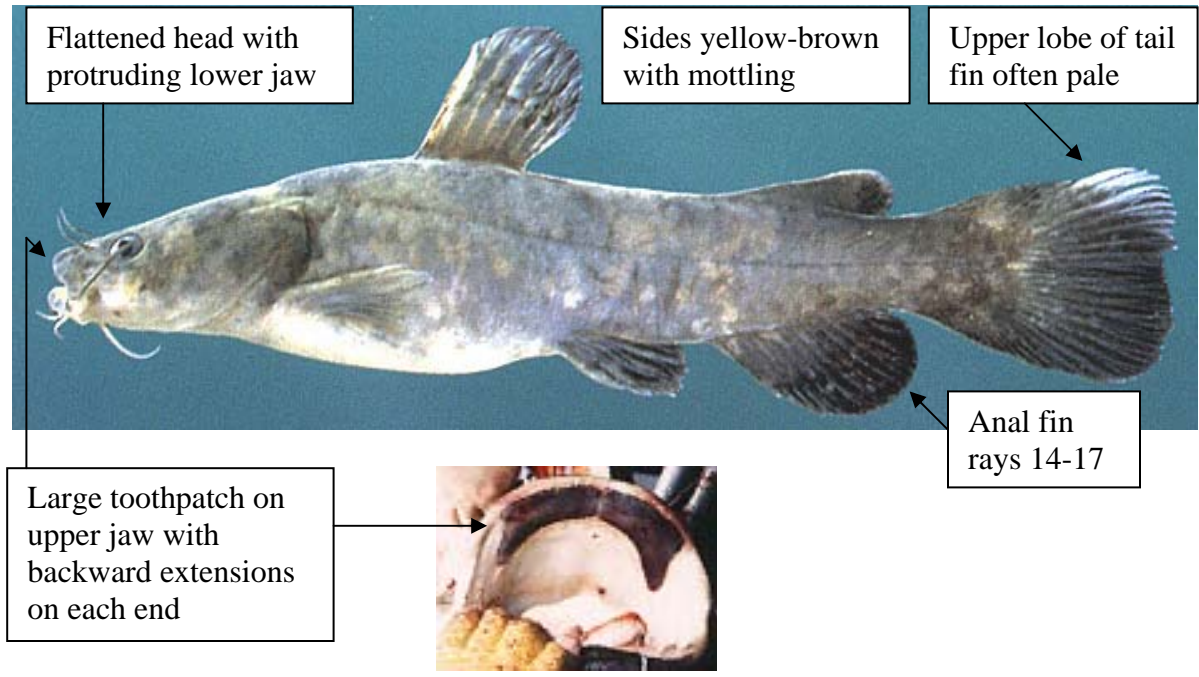 Flattened head with
protruding lower jaw
Sides yellow-brown
with mottling
Upper lobe of tail
fin often pale
Anal fin
rays 14-17
Large toothpatch on
upper jaw with
backward extensions
on each end